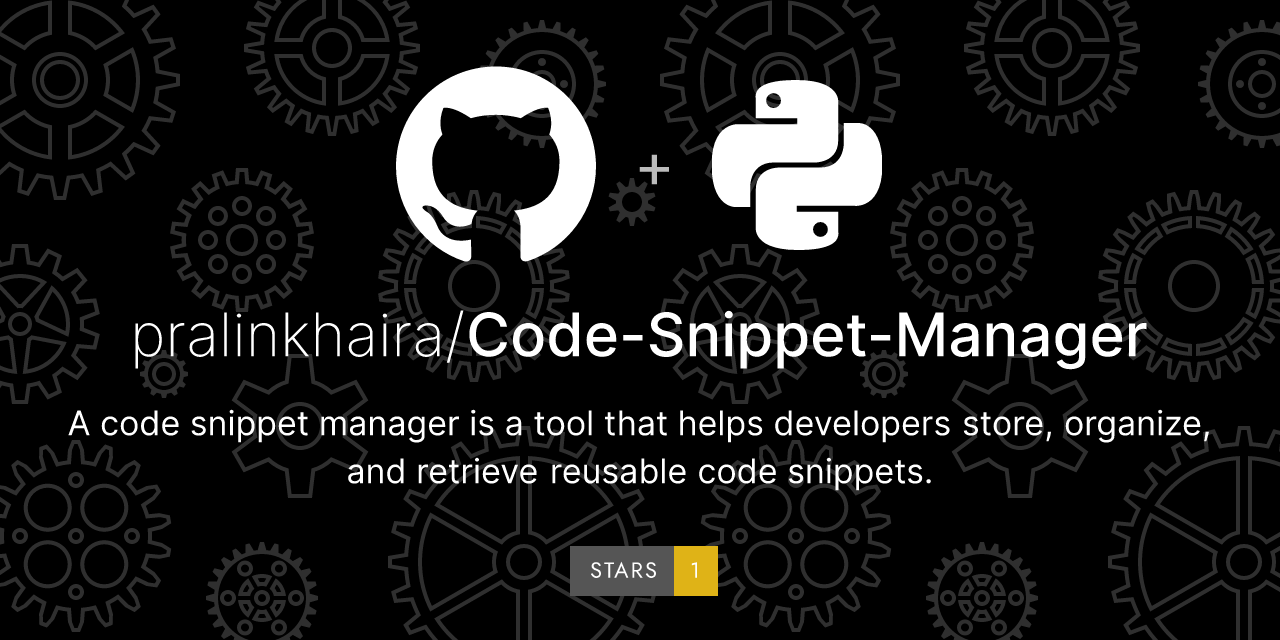 +
pralinkhaira/Code-Snippet-Manager
A code snippet manager is a tool that helps developers store, organize,
and retrieve reusable code snippets.
STARS 1